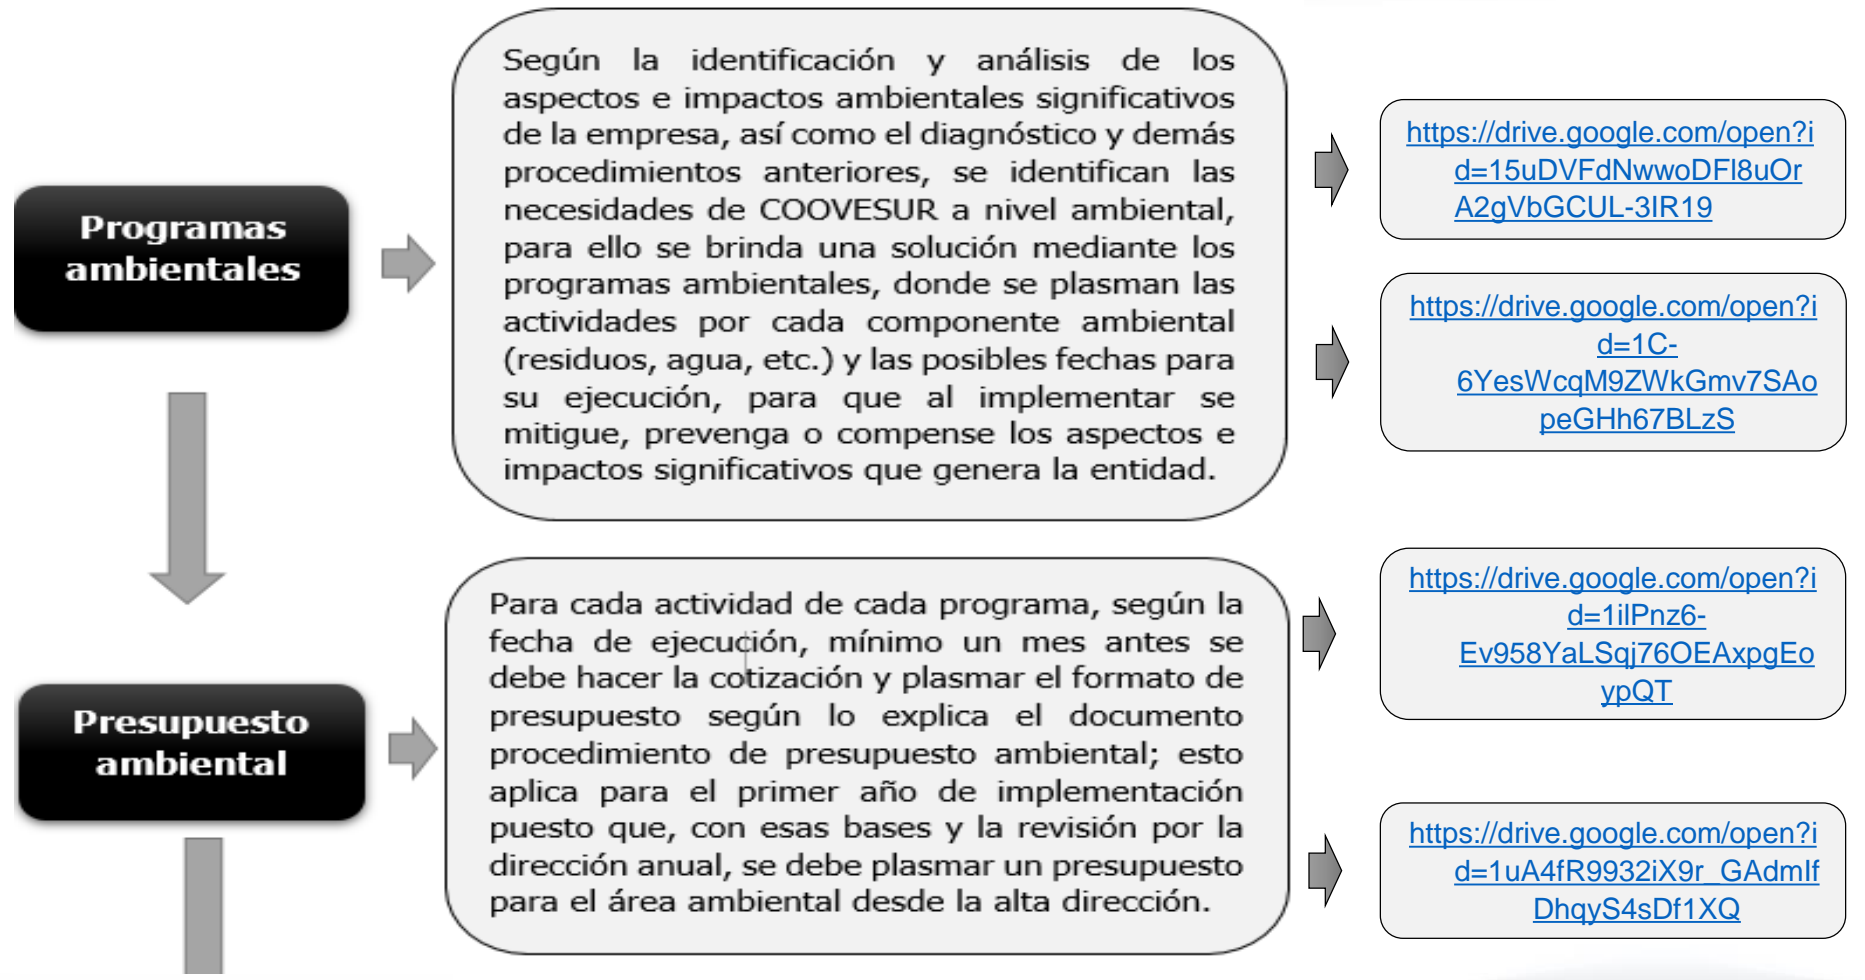 Programas
ambientales
Según la identificación y análisis de los
aspectos e impactos ambientales significativos
de la empresa, así como el diagnóstico y demás
procedimientos anteriores, se identifican las
necesidades de COOVESUR a nivel ambiental,
para ello se brinda una solución mediante los
programas ambientales, donde se plasman las
actividades por cada componente ambiental
(residuos, agua, etc.) y las posibles fechas para
su ejecución, para que al implementar se
mitigue, prevenga o compense los aspectos e
impactos significativos que genera la entidad.
https://drive.google.com/open?i
d=15uDVFdNwwoDFl8uOr
A2gVbGCUL-3IR19
https://drive.google.com/open?i
d=1C-
6YesWcqM9ZWkGmv7SAo
peGHh67BLzS
Presupuesto
ambiental
Para cada actividad de cada programa, según la
fecha de ejecución, mínimo un mes antes se
debe hacer la cotización y plasmar el formato de
presupuesto según lo explica el documento
procedimiento de presupuesto ambiental; esto
aplica para el primer año de implementación
puesto que, con esas bases y la revisión por la
dirección anual, se debe plasmar un presupuesto
para el área ambiental desde la alta dirección.
https://drive.google.com/open?i
d=1ilPnz6-
Ev958YaLSqj76OEAxpgEo
ypQT
https://drive.google.com/open?i
d=1uA4fR9932iX9r_GAdmIf
DhqyS4sDf1XQ